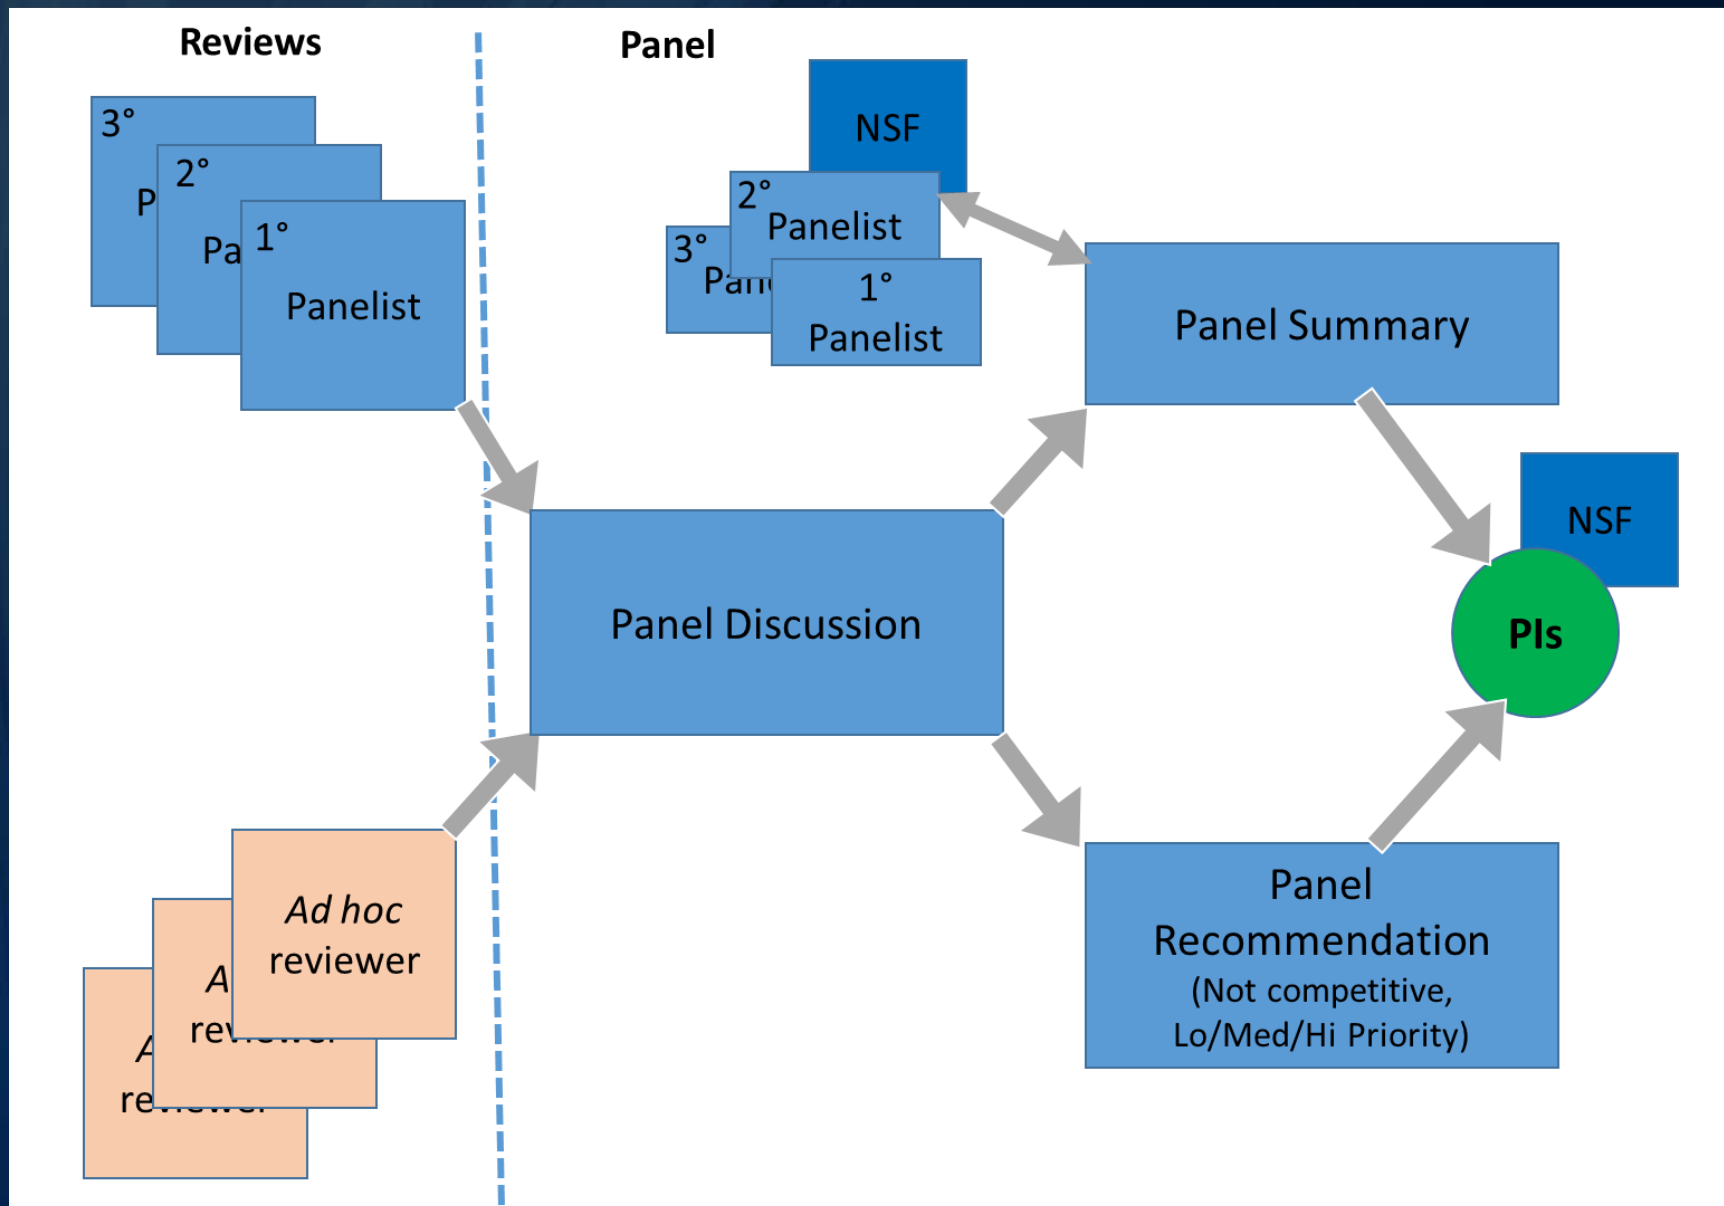 Reviews
3°
2°
1°
Panelist
Ad hoc
reviewer
reviewer
Panel
NSF
2°
Panelist
3°
1°
Panelist
Panel Summary
Panel Discussion
NSF
PIs
Panel
Recommendation
(Not competitive,
Lo/Med/Hi Priority)